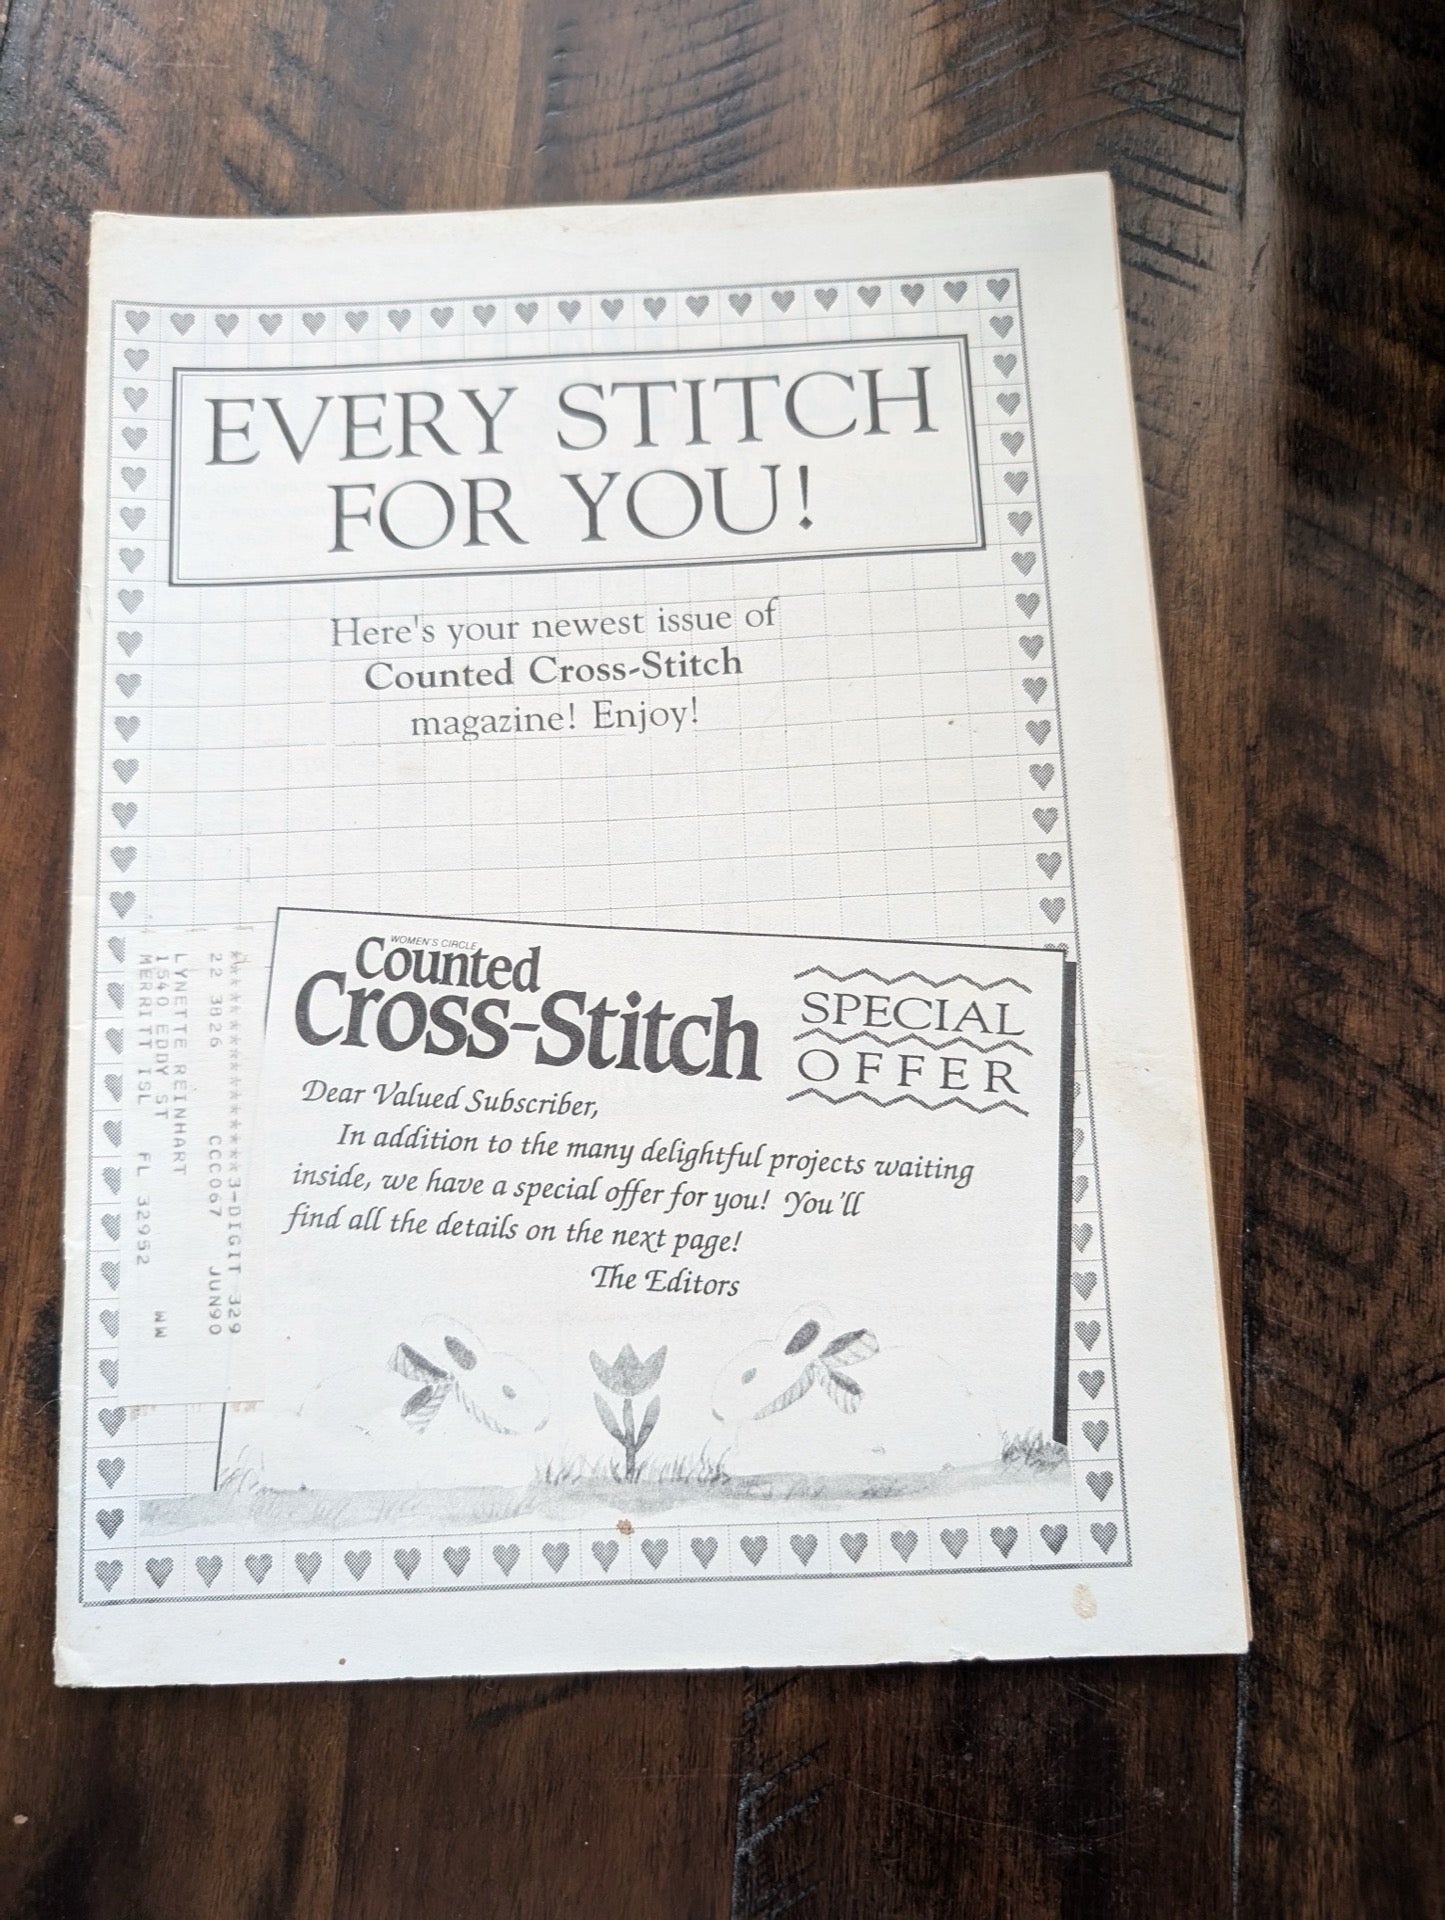 EVERY STITCH
FOR YOU!
Here's your newest issue of
Counted Cross-Stitch
magazine! Enjoy!
WOMEN'S CIRCLE
Counted
Cross-Stitch
SPECIAL
OFFER
Dear Valued Subscriber,
In addition to the many delightful projects waiting
inside, we have a special offer for you! You'll
find all the details on the next page!
The Editors
******************3-DIGIT 329
22 3826 CCC067 JUN90
LYNETTE REINHART
1540 EDDY ST WW
MERRITT ISL FL 32952